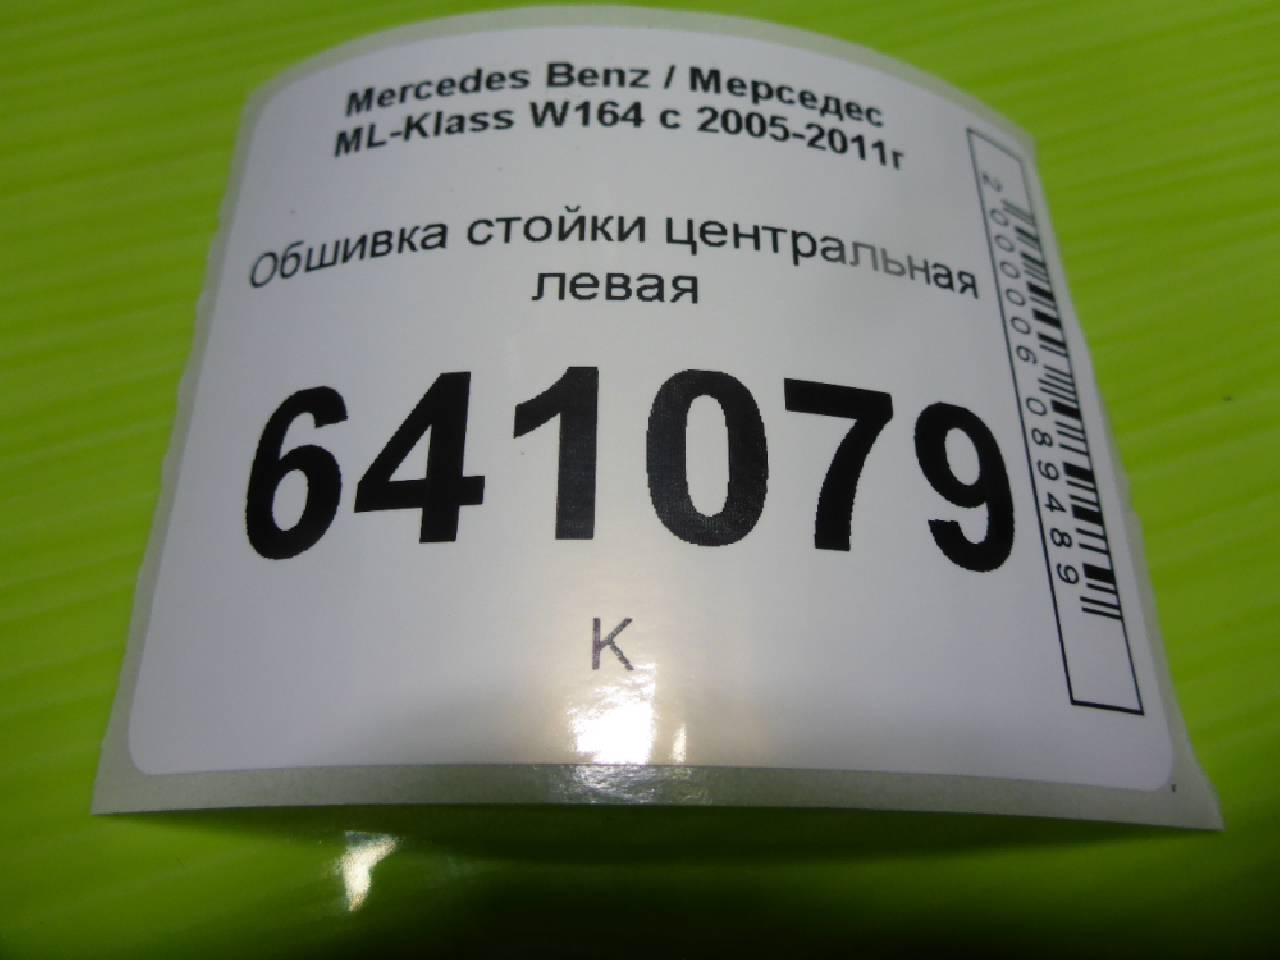 Mercedes Benz / Мерседес
ML-Klass W164 с 2005-2011г
Обшивка стойки центральная
левая
641079
К
2000006089489